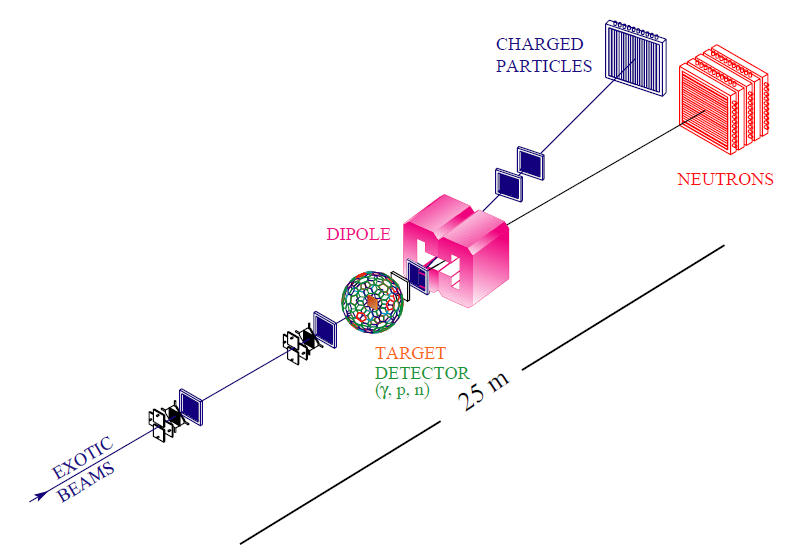 CHARGED
PARTICLES
NEUTRONS
DIPOLE
TARGET
DETECTOR
(γ, p, n)
25 m
EXOTIC
BEAMS